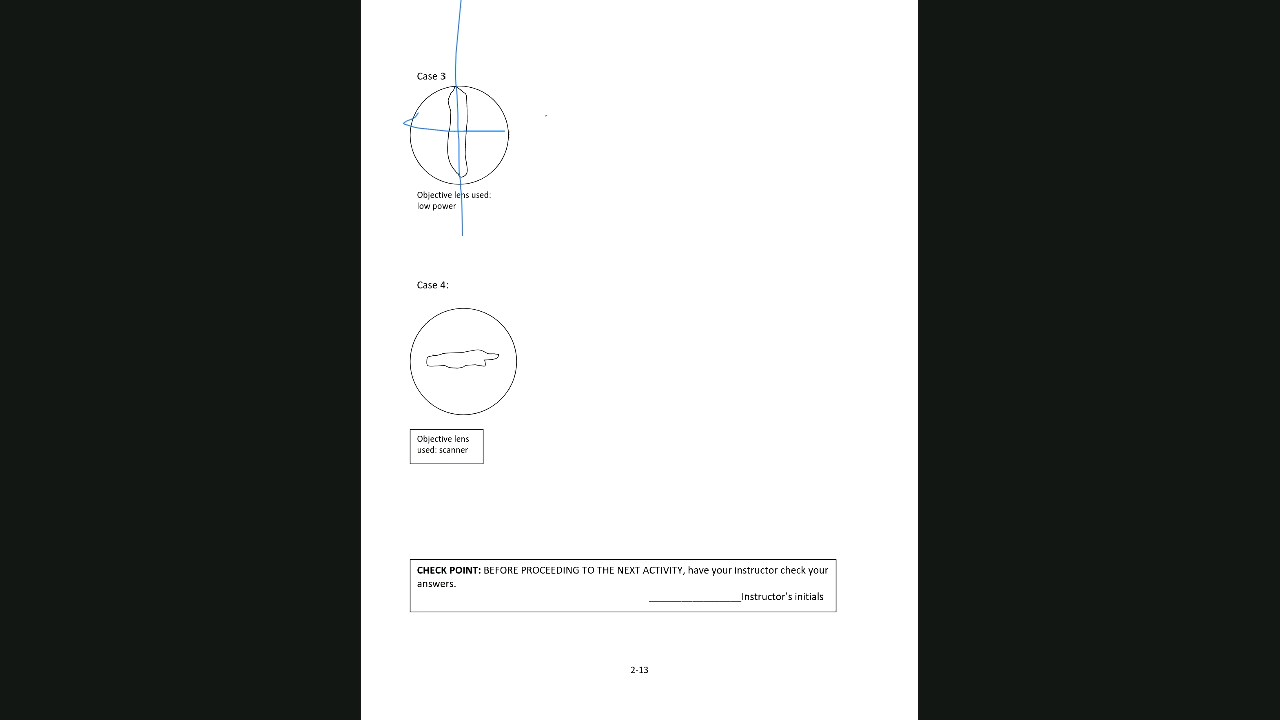 Case 3
Objective lens used:
low power
Case 4:
Objective lens
used: scanner
CHECK POINT: BEFORE PROCEEDING TO THE NEXT ACTIVITY, have your Instructor check your
answers.
_________________Instructor's initials
2-13